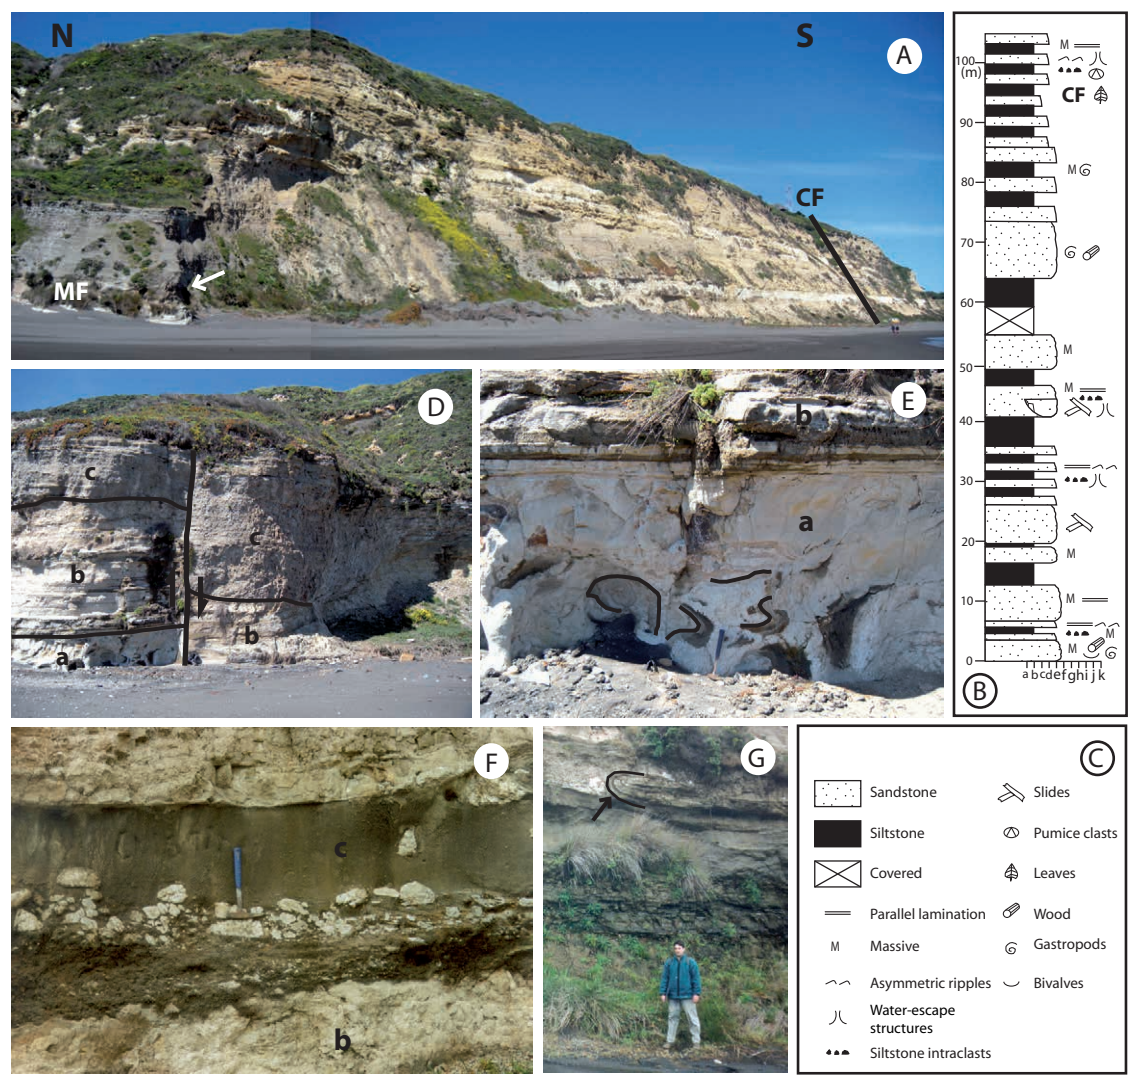 N
S
A
CF
MF
100
(m)
90
80
70
60
50
40
30
20
10
0
M
CF
M
M
M
M
M
M
M
a b c d e f g h i j k
B
D
c
c
b
b
a
E
b
a
F
c
b
G
C
Sandstone
Slides
Siltstone
Pumice clasts
Covered
Leaves
Parallel lamination
Wood
M
Massive
Gastropods
Asymmetric ripples
Bivalves
Water-escape
structures
Siltstone intraclasts